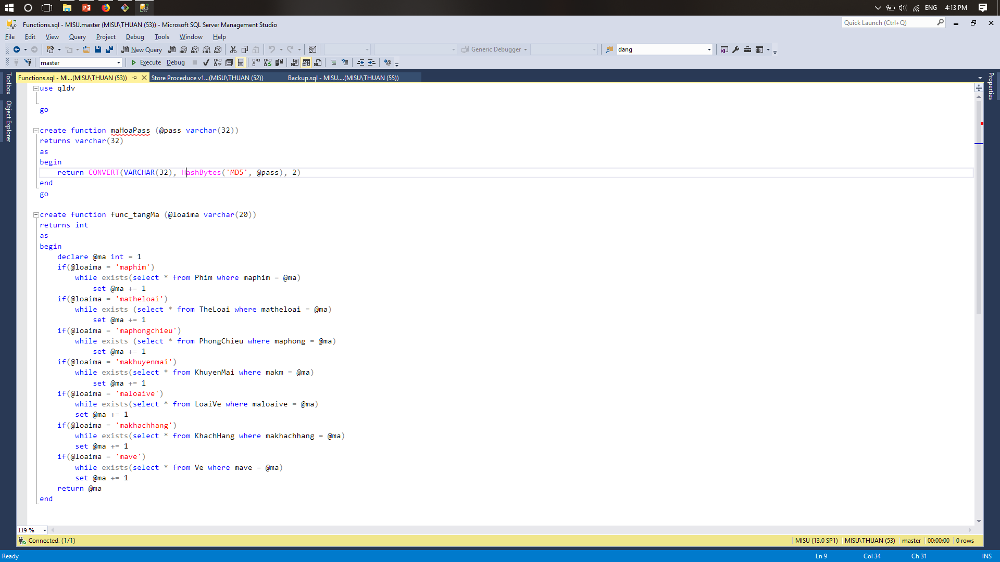 ENG 4:13 PM
Functions.sql - MISU.master (MISU\THUAN (53)) - Microsoft SQL Server Management Studio
Quick Launch (Ctrl+Q)
File Edit View Query Project Debug Tools Window Help
New Query MDX DMX XMLA DAX Generic Debugger dang
master Execute Debug
Functions.sql - MI...(MISU\THUAN (53)) Store Proceduce v1...(MISU\THUAN (52)) Backup.sql - MISU....(MISU\THUAN (55))
Toolbox
Object Explorer
Properties
use qldv
go
create function maHoaPass (@pass varchar(32))
returns varchar(32)
as
begin
return CONVERT(VARCHAR(32), HashBytes('MD5', @pass), 2)
end
go
create function func_tangMa (@loaima varchar(20))
returns int
as
begin
declare @ma int = 1
if(@loaima = 'maphim')
while exists(select * from Phim where maphim = @ma)
set @ma += 1
if(@loaima = 'matheloai')
while exists (select * from TheLoai where matheloai = @ma)
set @ma += 1
if(@loaima = 'maphongchieu')
while exists (select * from PhongChieu where maphong = @ma)
set @ma += 1
if(@loaima = 'makhuyenmai')
while exists(select * from KhuyenMai where makm = @ma)
set @ma += 1
if(@loaima = 'maloaive')
while exists(select * from LoaiVe where maloaive = @ma)
set @ma += 1
if(@loaima = 'makhachhang')
while exists(select * from KhachHang where makhachhang = @ma)
set @ma += 1
if(@loaima = 'mave')
while exists(select * from Ve where mave = @ma)
set @ma += 1
return @ma
end
119 %
Connected. (1/1) MISU (13.0 SP1) MISU\THUAN (53) master 00:00:00 0 rows
Ready Ln 9 Col 34 Ch 31 INS